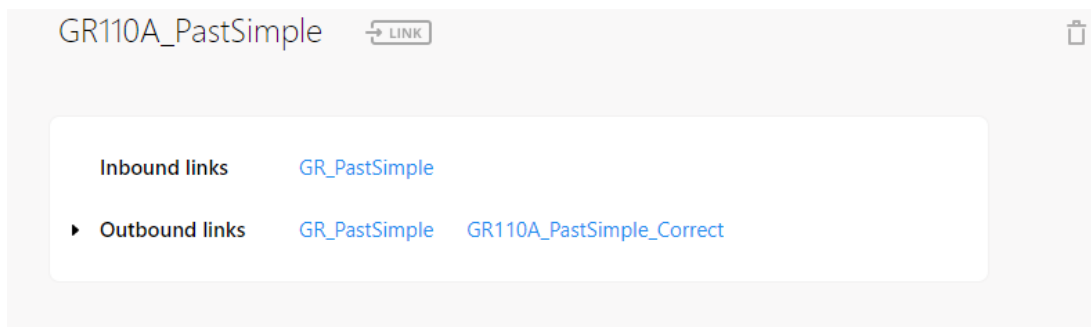 GR110A_PastSimple LINK
Inbound links GR_PastSimple
Outbound links GR_PastSimple GR110A_PastSimple_Correct